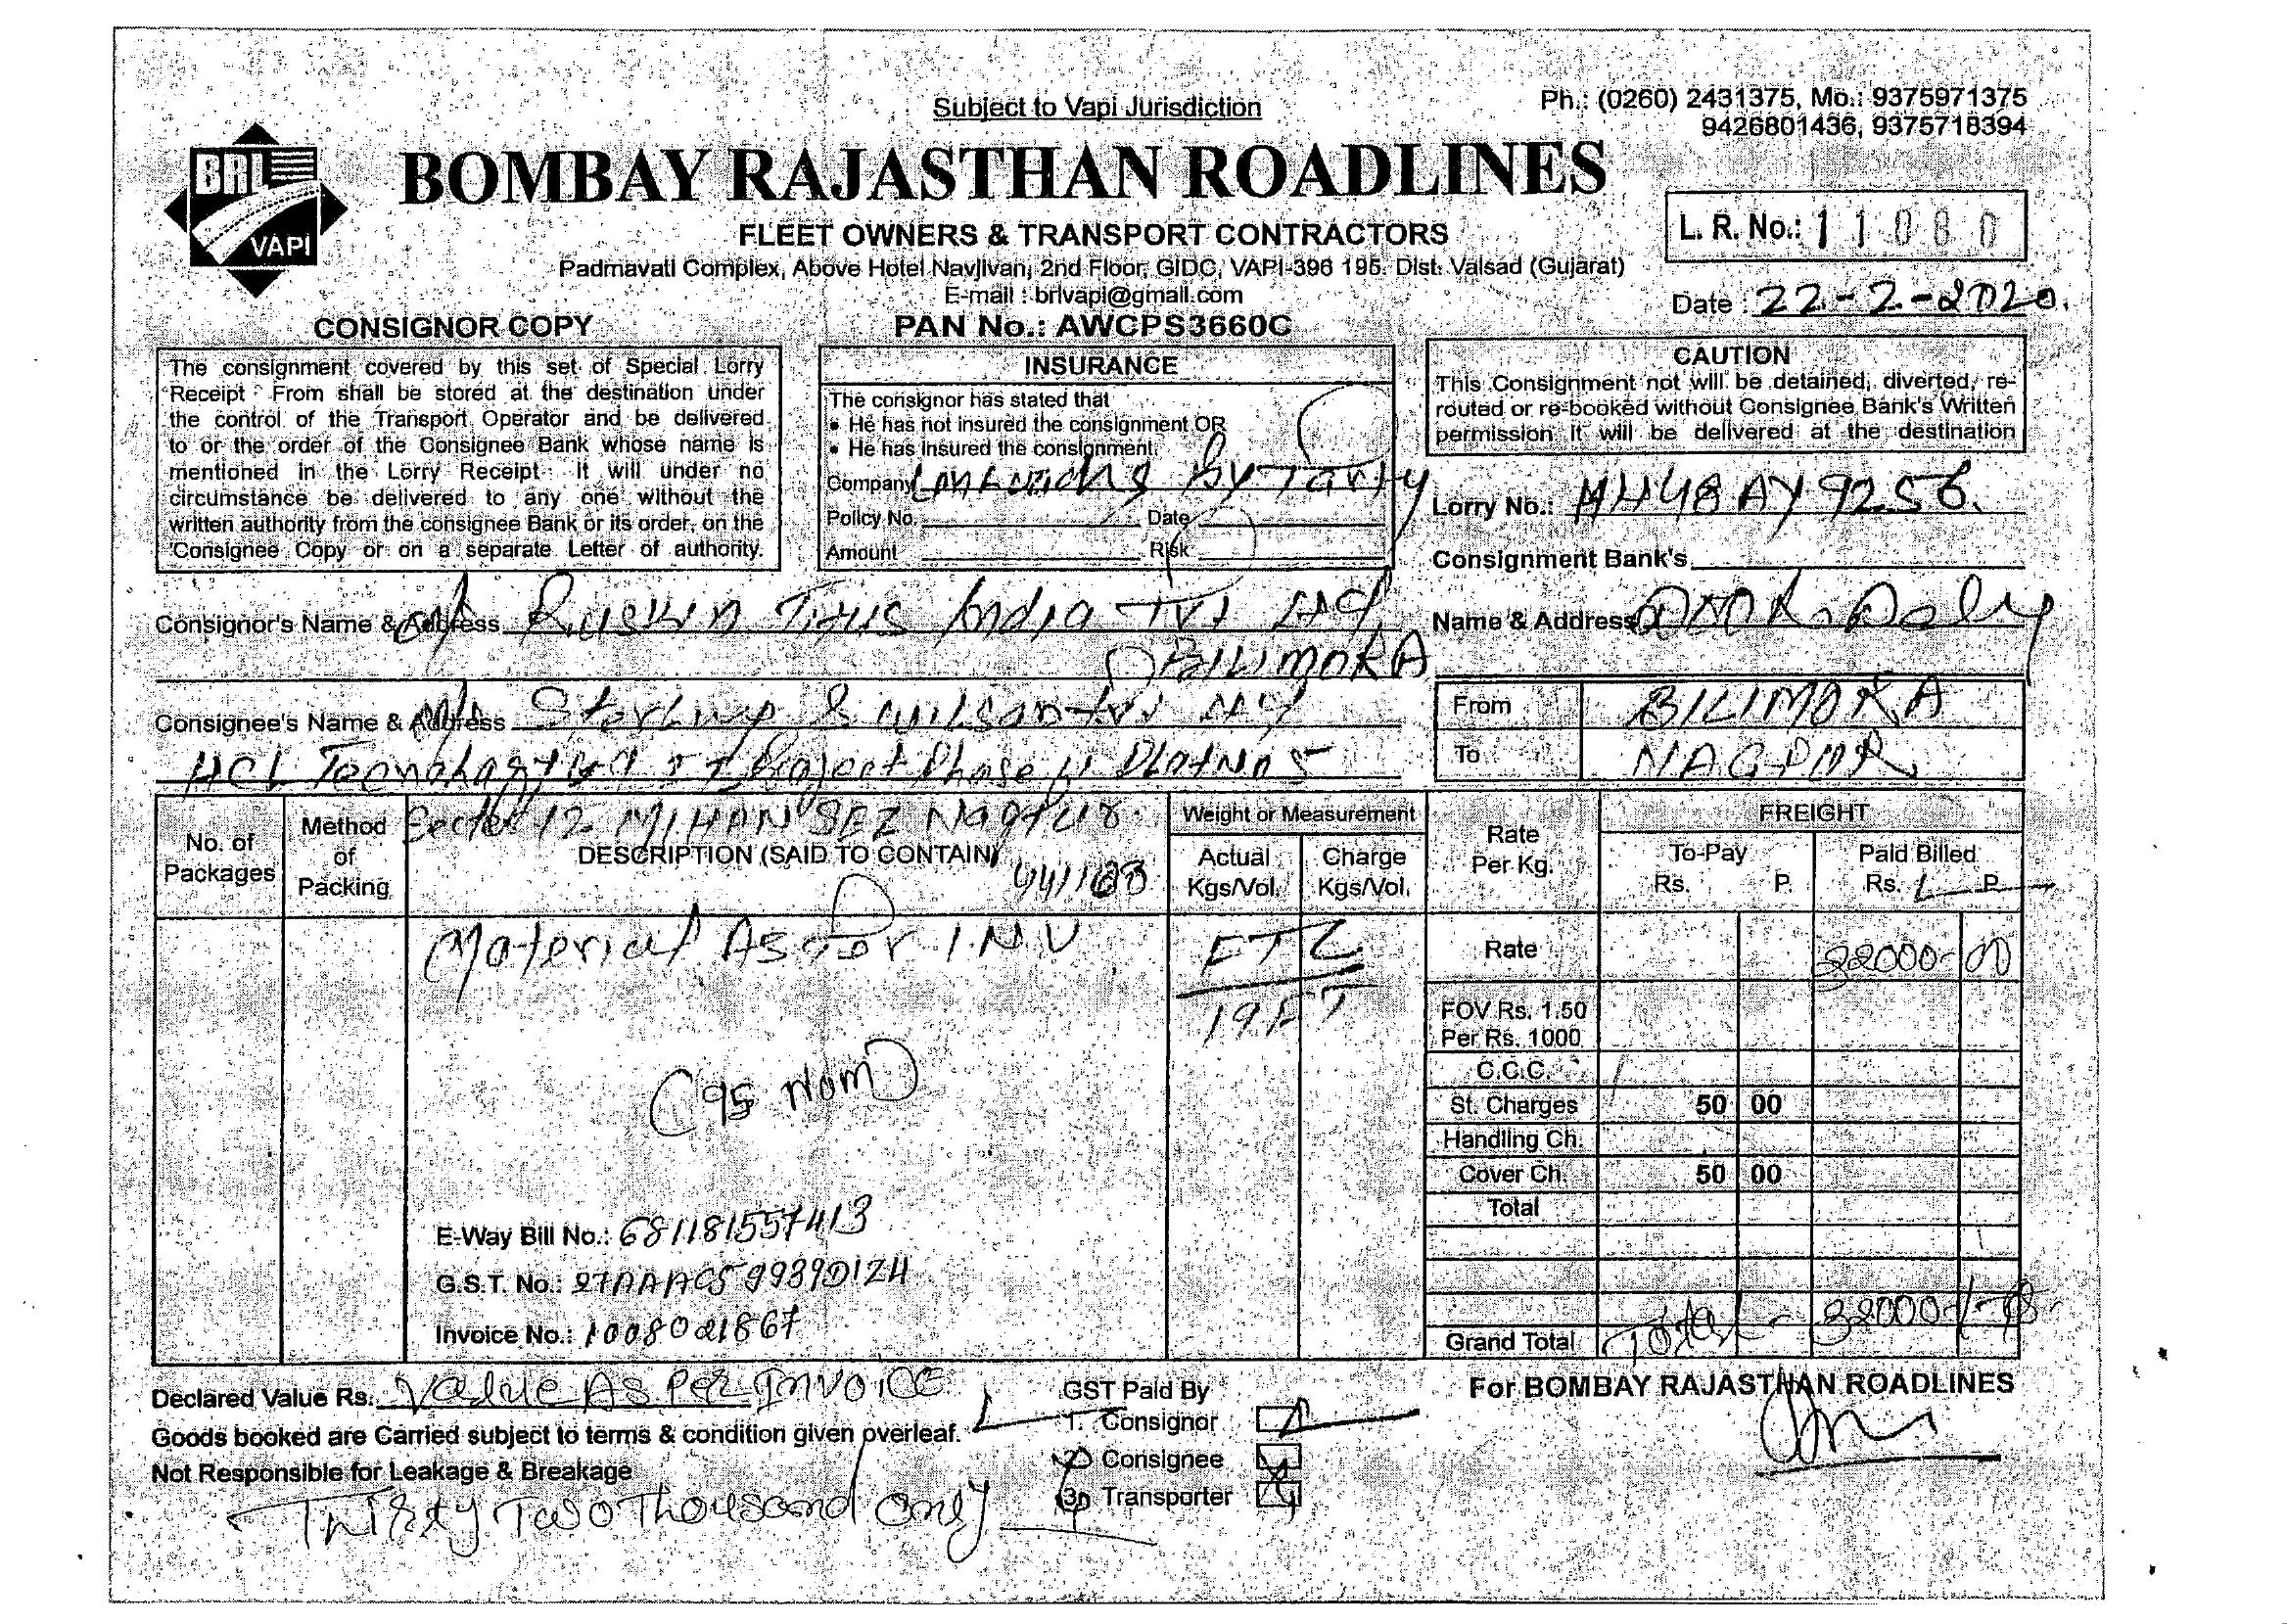 Subject to Vapi Jurisdiction
Ph.: (0260) 2431375, Mo.: 9375971375
9426801436, 9375718394
BRL
VAPI
BOMBAY RAJASTHAN ROADLINES
FLEET OWNERS & TRANSPORT CONTRACTORS
Padmavati Complex, Above Hotel Navjivan, 2nd Floor, GIDC, VAPI-396 195. Dist. Valsad (Gujarat)
E-mail : brlvapi@gmail.com
L. R. No.: 11080
Date : 22-2-2020.
CONSIGNOR COPY
PAN No.: AWCPS3660C
The consignment covered by this set of Special Lorry
Receipt From shall be stored at the destination under
the control of the Transport Operator and be delivered
to or the order of the Consignee Bank whose name is
mentioned in the Lorry Receipt. It will under no
circumstance be delivered to any one without the
written authority from the consignee Bank or its order, on the
Consignee Copy or on a separate Letter of authority.
INSURANCE
The consignor has stated that
• He has not insured the consignment OR
• He has insured the consignment.
Company by Party
Policy No. Date
Amount Risk
CAUTION
This Consignment not will be detained, diverted, re-
routed or re-booked without Consignee Bank's Written
permission it will be delivered at the destination
Lorry No.: MH48AY9256.
Consignment Bank's
Name & Address
Consignor's Name & Address Ruskin Titus India Pvt Ltd
BILIMORA
Consignee's Name & Address M/s Sterling & Wilson Pvt Ltd
HCL Project Phase Plot No 5
Sector 12 MIHAN SEZ Nagpur
From BILIMORA
To NAGPUR
No. of Packages
Method of Packing
DESCRIPTION (SAID TO CONTAIN)
441108
Weight or Measurement
Actual Kgs/Vol.
Charge Kgs/Vol.
Rate Per Kg.
FREIGHT
To-Pay Rs. P.
Paid Billed Rs. P.
Material As Per INV
FTL
19FT
(95 Nom)
Rate 32000-00
FOV Rs. 1.50
Per Rs. 1000
C.C.C.
St. Charges 50 00
Handling Ch.
Cover Ch. 50 00
Total
E-Way Bill No.: 681181557413
G.S.T. No.:
Invoice No.: 1008021867
Grand Total Total - 32000/-
Declared Value Rs. Value As Per Invoice
Goods booked are Carried subject to terms & condition given overleaf.
Not Responsible for Leakage & Breakage
Thirty Two Thousand Only
GST Paid By
1. Consignor
2. Consignee
3. Transporter
For BOMBAY RAJASTHAN ROADLINES